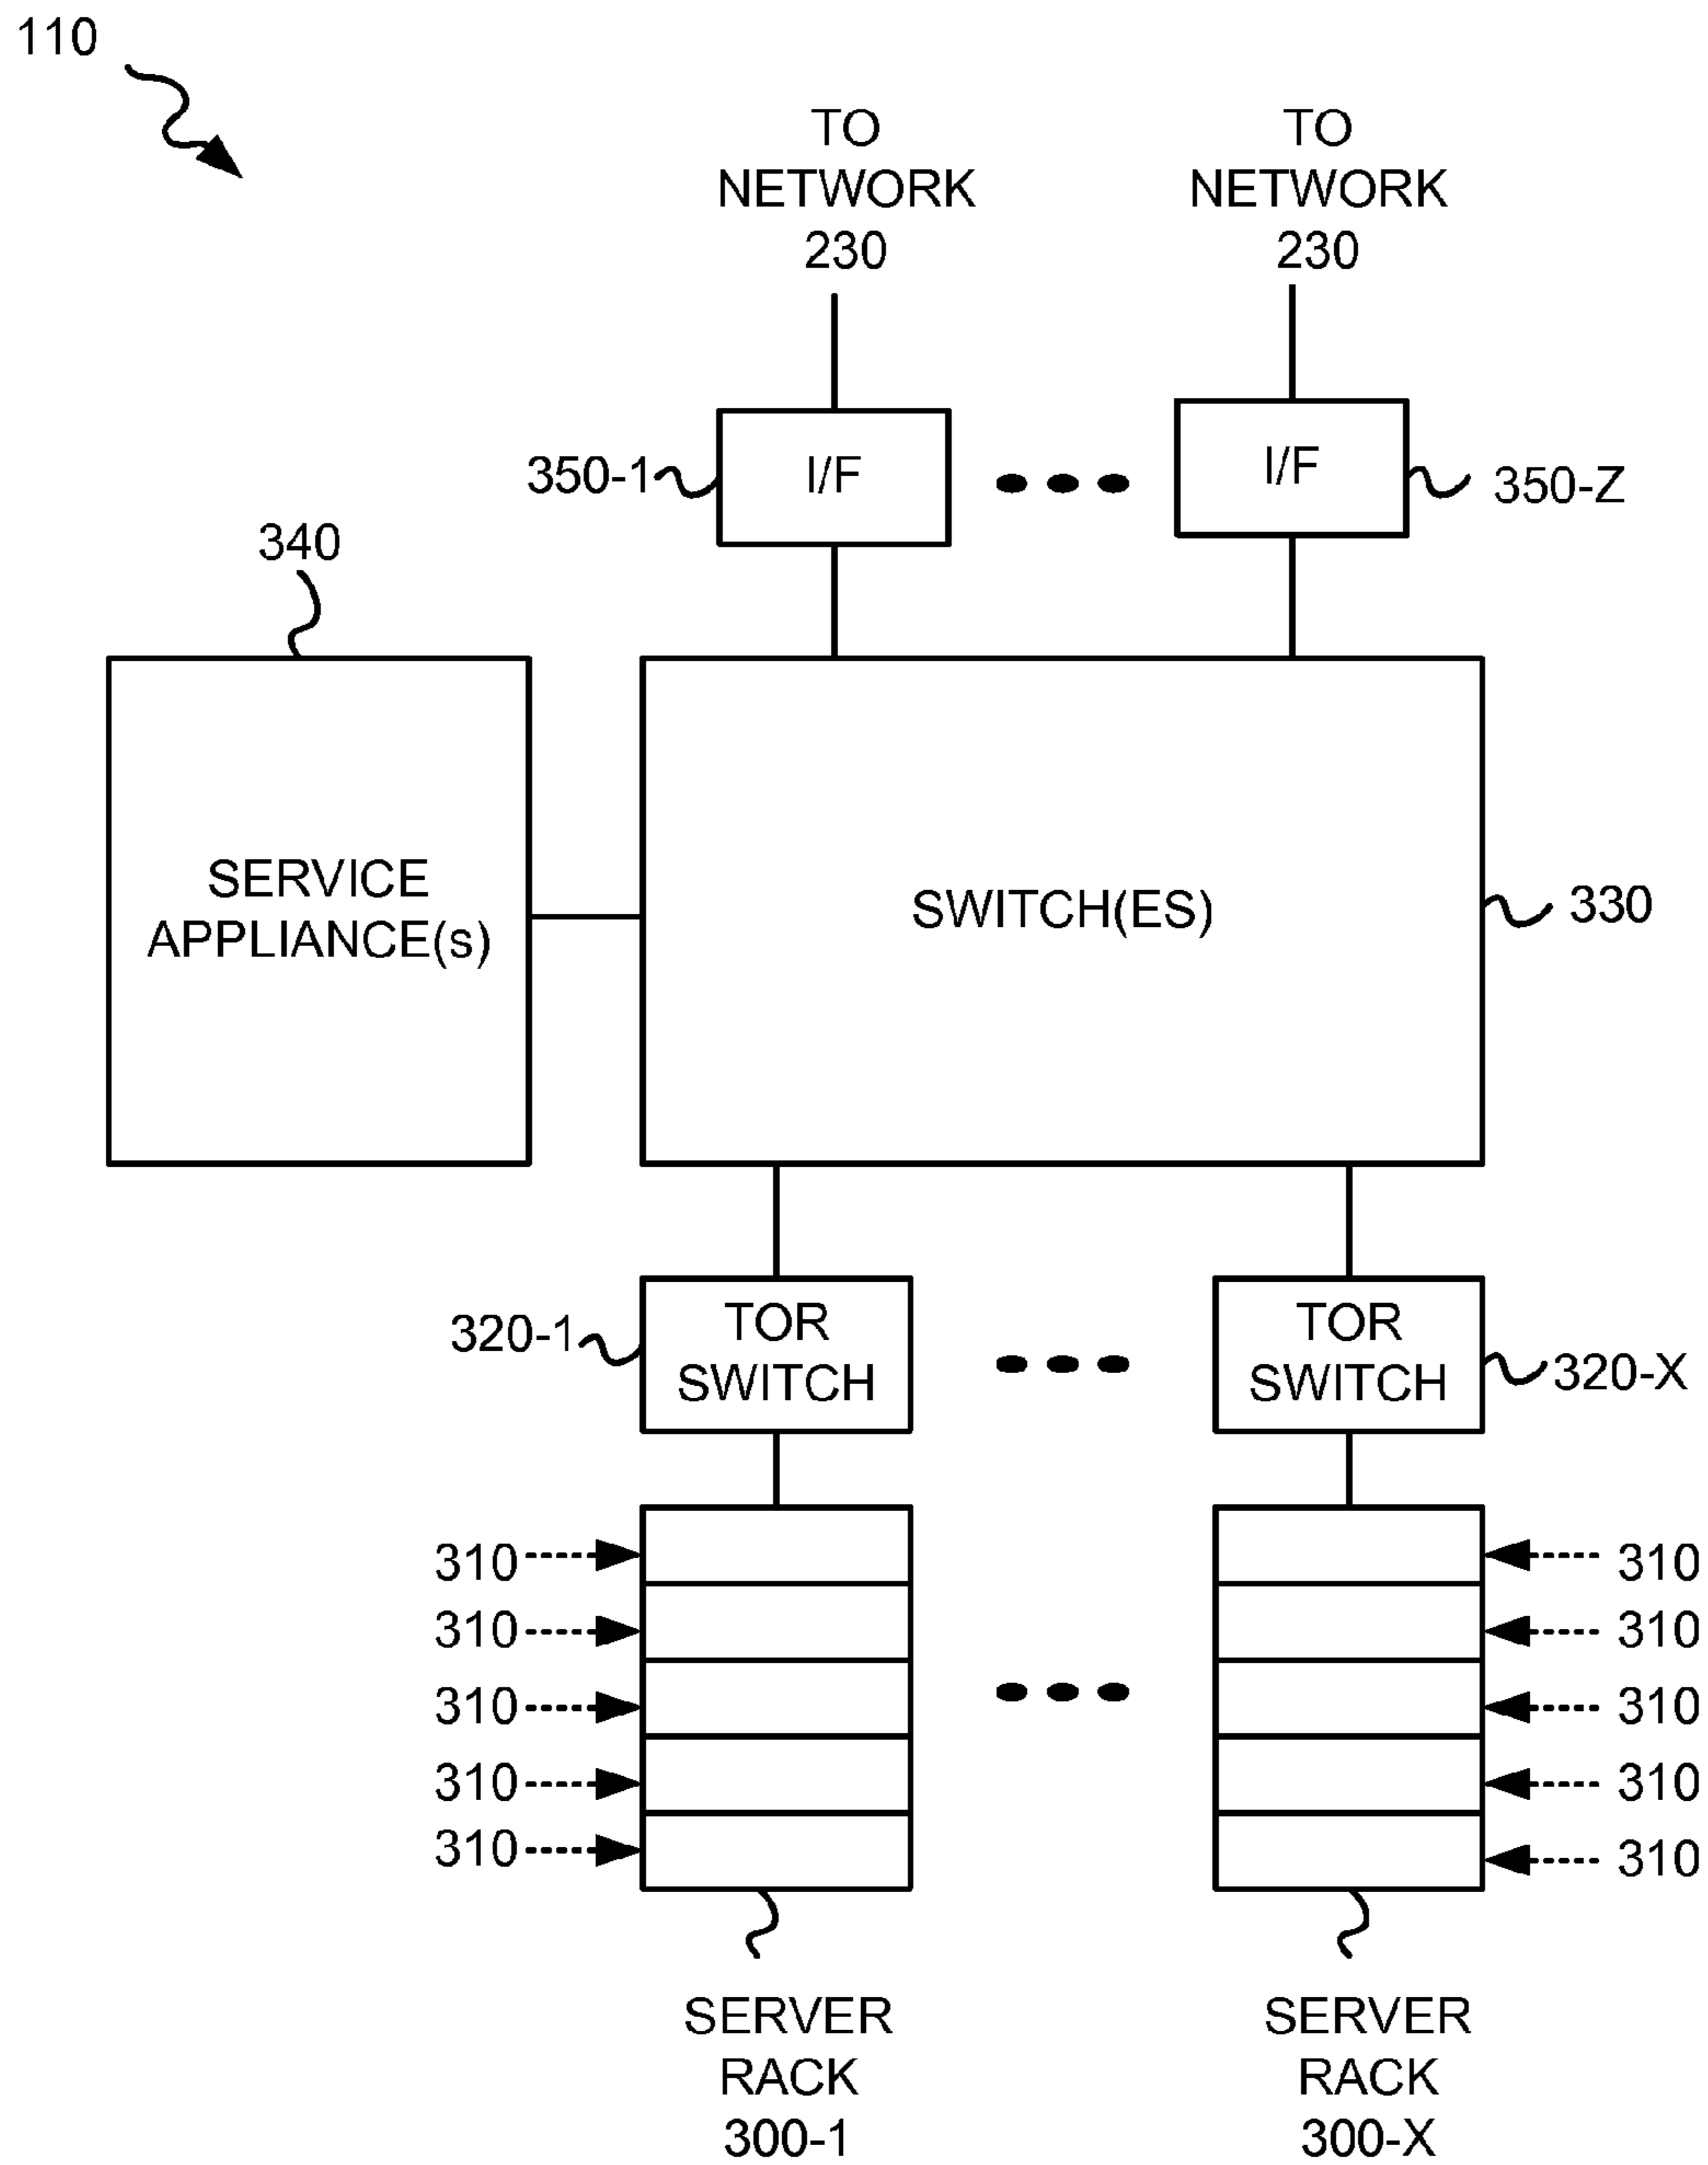 110
TO
NETWORK
230
TO
NETWORK
230
350-1
I/F
I/F
350-Z
340
SERVICE
APPLIANCE(s)
SWITCH(ES)
330
320-1
TOR
SWITCH
TOR
SWITCH
320-X
310
310
310
310
310
310
310
310
310
310
SERVER
RACK
300-1
SERVER
RACK
300-X